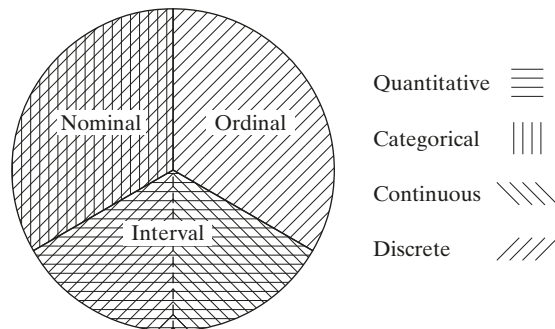 Nominal
Ordinal
Interval
Quantitative
Categorical
Continuous
Discrete